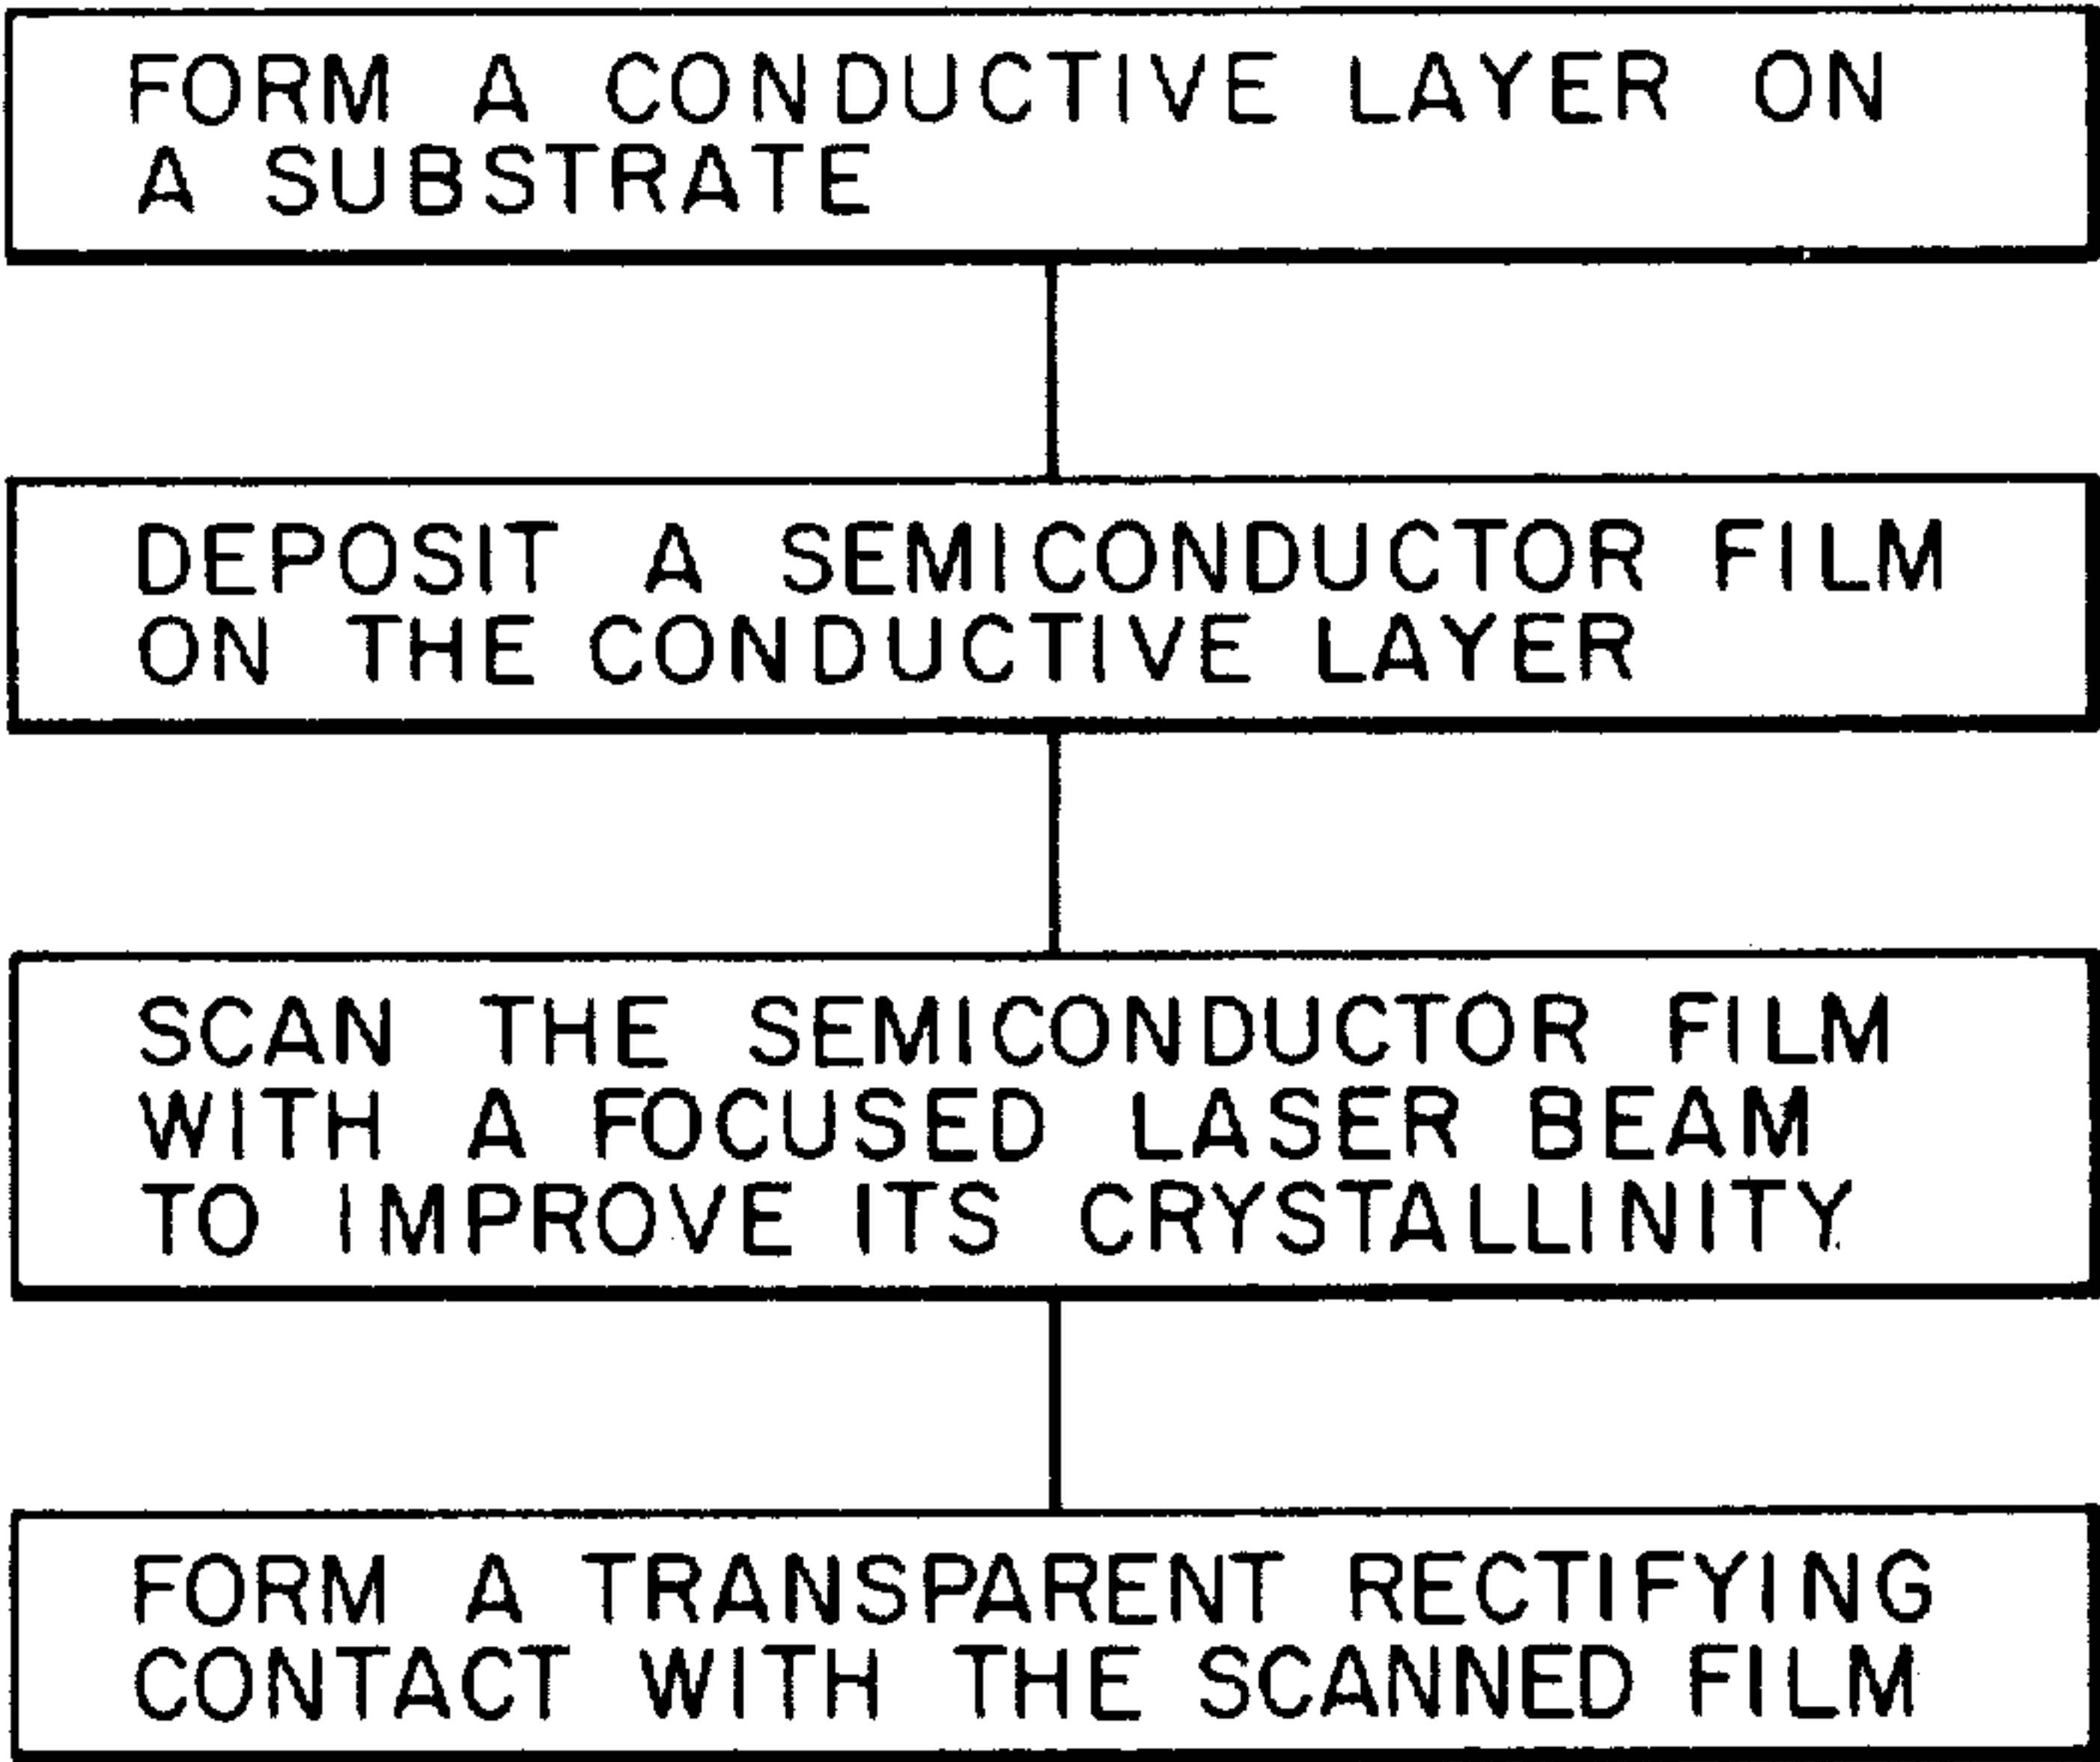 FORM A CONDUCTIVE LAYER ON
A SUBSTRATE
DEPOSIT A SEMICONDUCTOR FILM
ON THE CONDUCTIVE LAYER
SCAN THE SEMICONDUCTOR FILM
WITH A FOCUSED LASER BEAM
TO IMPROVE ITS CRYSTALLINITY
FORM A TRANSPARENT RECTIFYING
CONTACT WITH THE SCANNED FILM